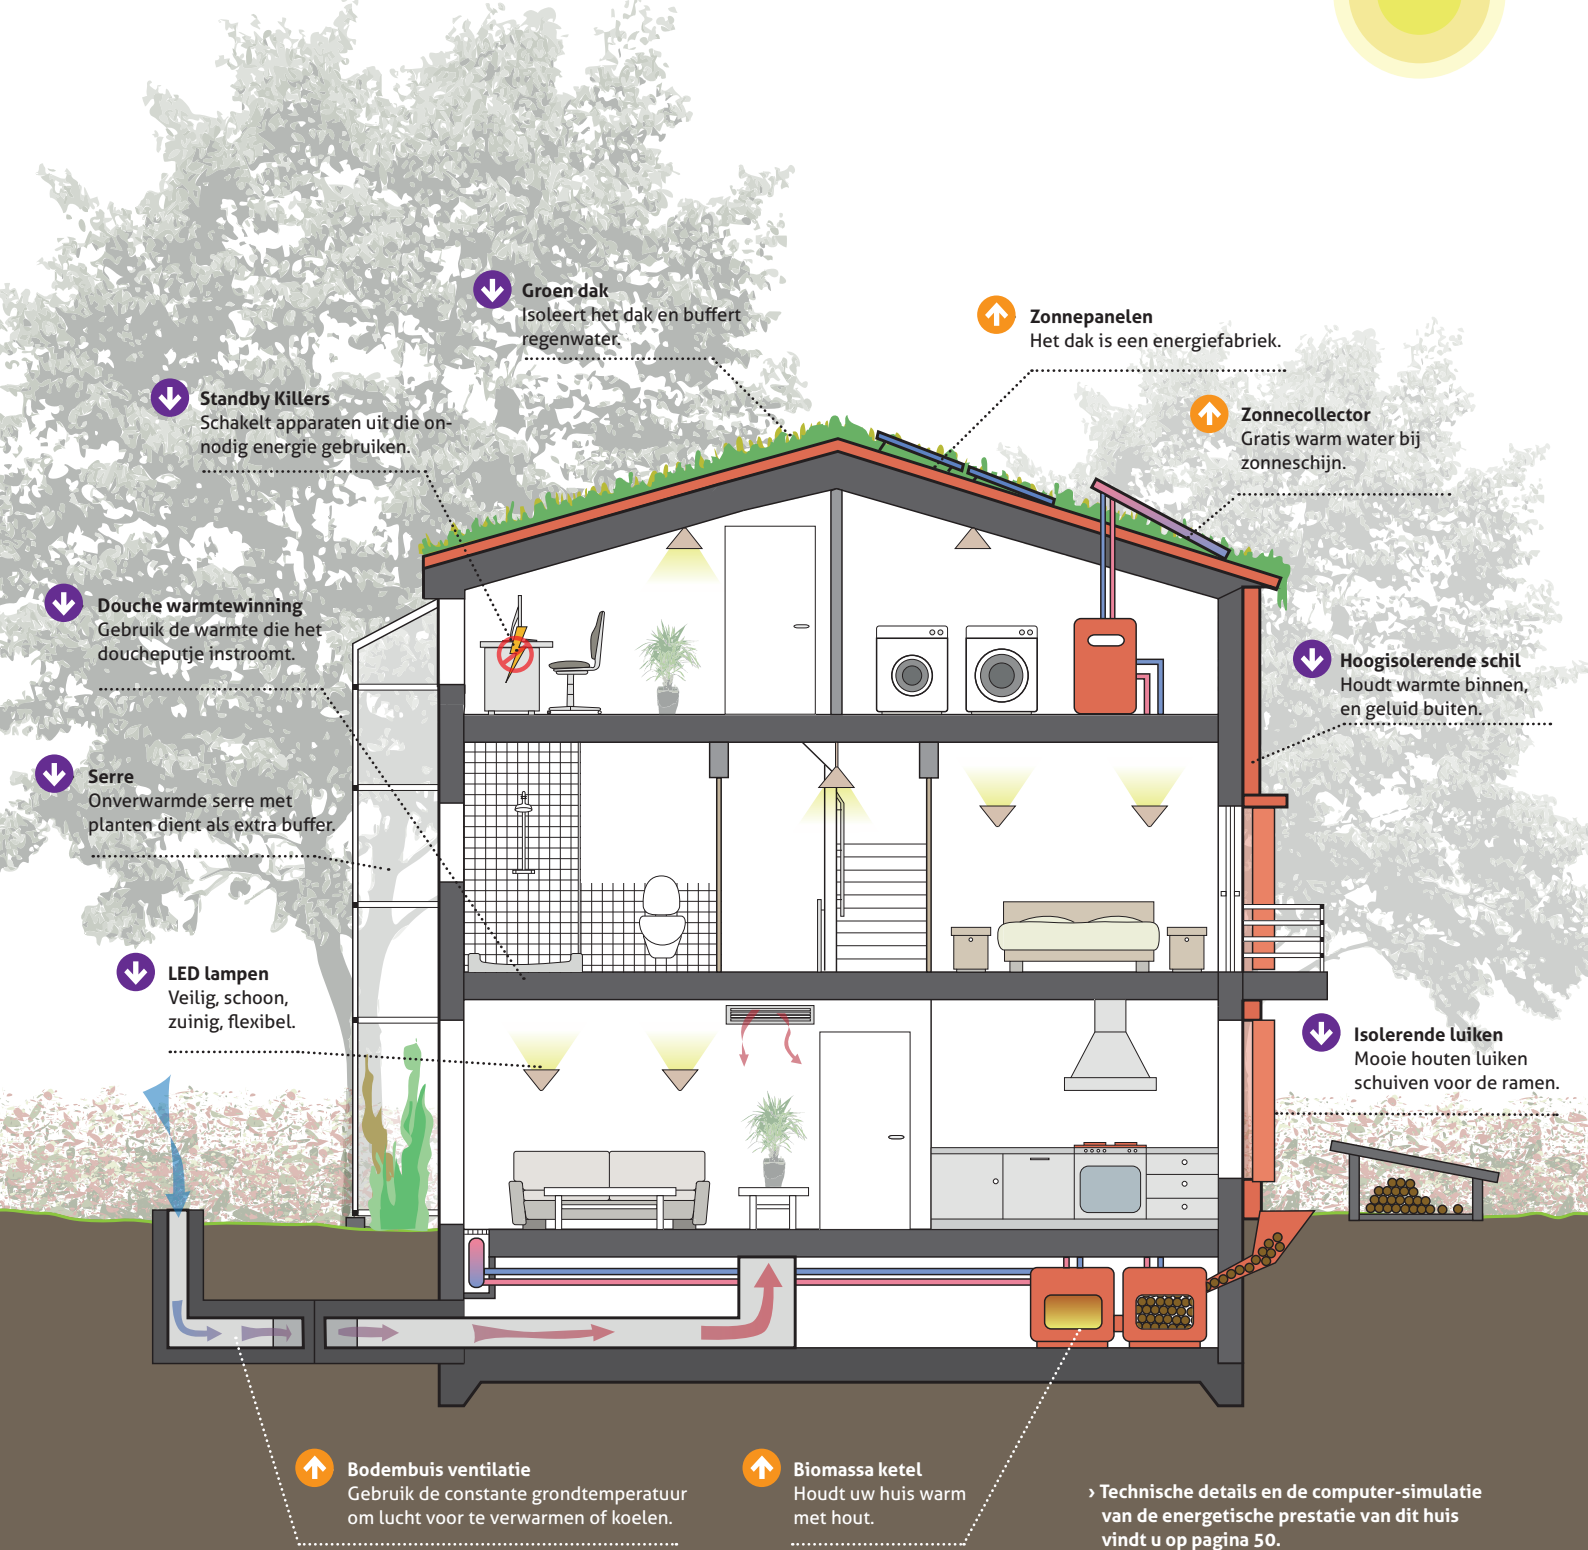 Groen dak
Isoleert het dak en buffert
regenwater.
Zonnepanelen
Het dak is een energiefabriek.
Standby Killers
Schakelt apparaten uit die on-
nodig energie gebruiken.
Zonnecollector
Gratis warm water bij
zonneschijn.
Douche warmtewinning
Gebruik de warmte die het
doucheputje instroomt.
Hoogisolerende schil
Houdt warmte binnen,
en geluid buiten.
Serre
Onverwarmde serre met
planten dient als extra buffer.
LED lampen
Veilig, schoon,
zuinig, flexibel.
Isolerende luiken
Mooie houten luiken
schuiven voor de ramen.
Bodembuis ventilatie
Gebruik de constante grondtemperatuur
om lucht voor te verwarmen of koelen.
Biomassa ketel
Houdt uw huis warm
met hout.
› Technische details en de computer-simulatie
van de energetische prestatie van dit huis
vindt u op pagina 50.